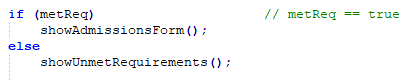 if (metReq) // metReq == true
showAdmissionsForm();
else
showUnmetRequirements();